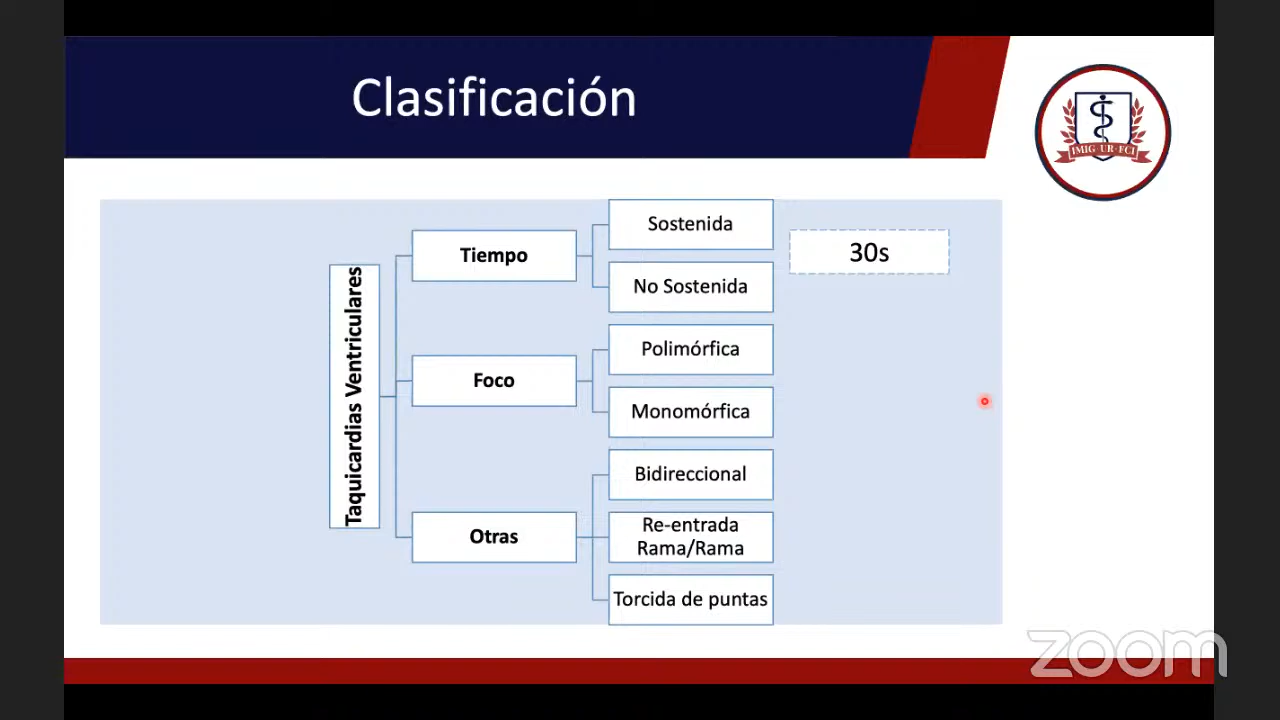 Clasificación
IMIG-UR-FCI
Taquicardias Ventriculares
Tiempo
Sostenida
No Sostenida
30s
Foco
Polimórfica
Monomórfica
Otras
Bidireccional
Re-entrada
Rama/Rama
Torcida de puntas
zoom